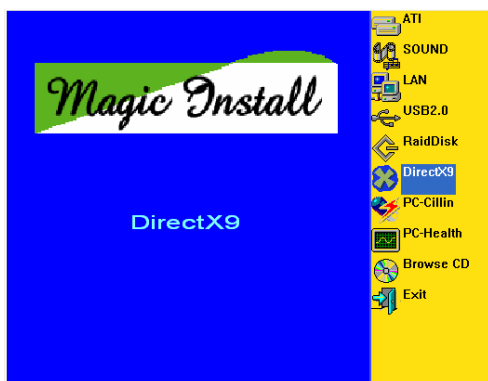 Magic Install
DirectX9
ATI
SOUND
LAN
USB2.0
RaidDisk
DirectX9
PC-Cillin
PC-Health
Browse CD
Exit